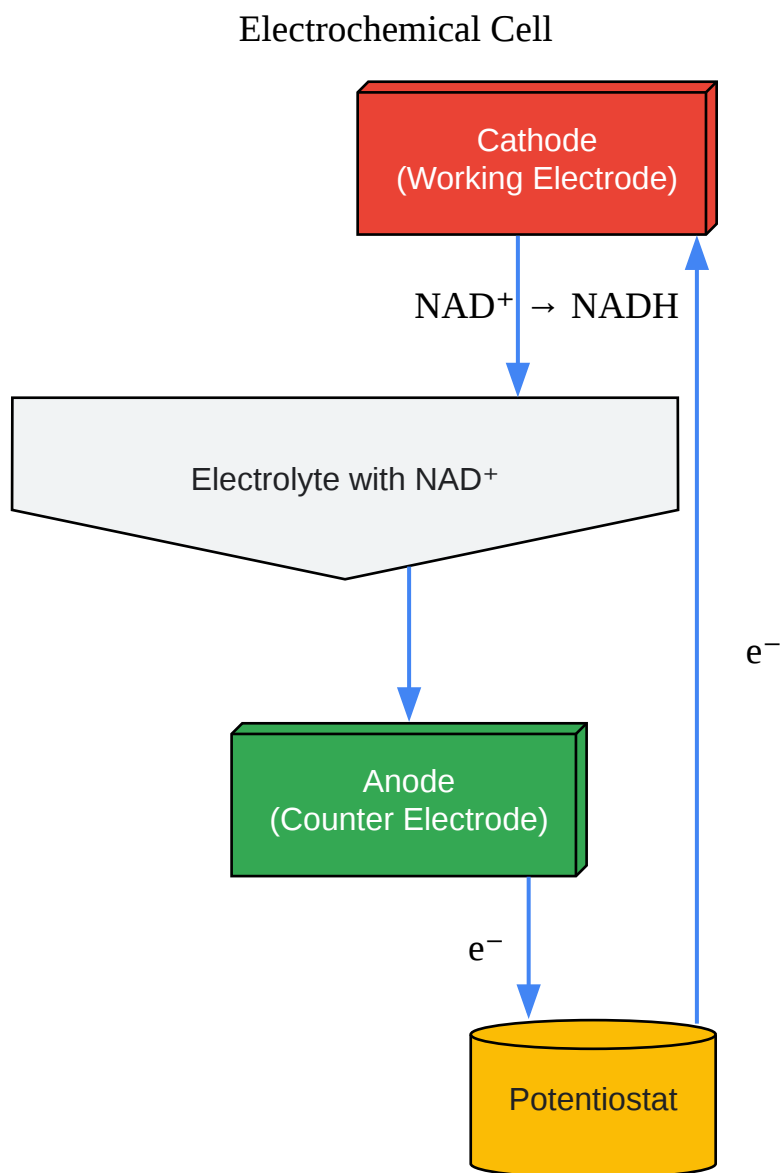 Electrochemical Cell
Cathode
(Working Electrode)
NAD⁺ → NADH
Electrolyte with NAD⁺
e⁻
Anode
(Counter Electrode)
e⁻
Potentiostat